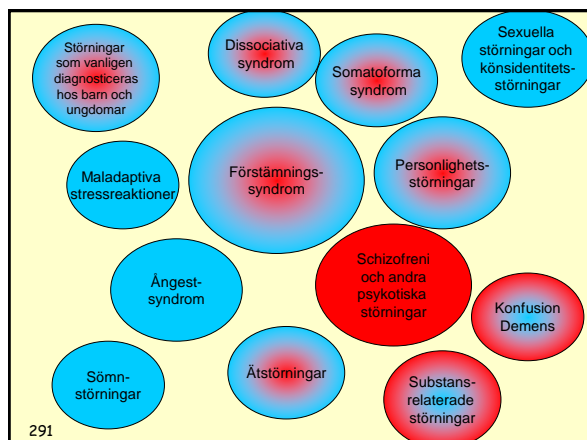 Störningar
som vanligen
diagnosticeras
hos barn och
ungdomar
Dissociativa
syndrom
Somatoforma
syndrom
Sexuella
störningar och
könsidentitets-
störningar
Maladaptiva
stressreaktioner
Förstämnings-
syndrom
Personlighets-
störningar
Ångest-
syndrom
Schizofreni
och andra
psykotiska
störningar
Konfusion
Demens
Sömn-
störningar
Ätstörningar
Substans-
relaterade
störningar
291